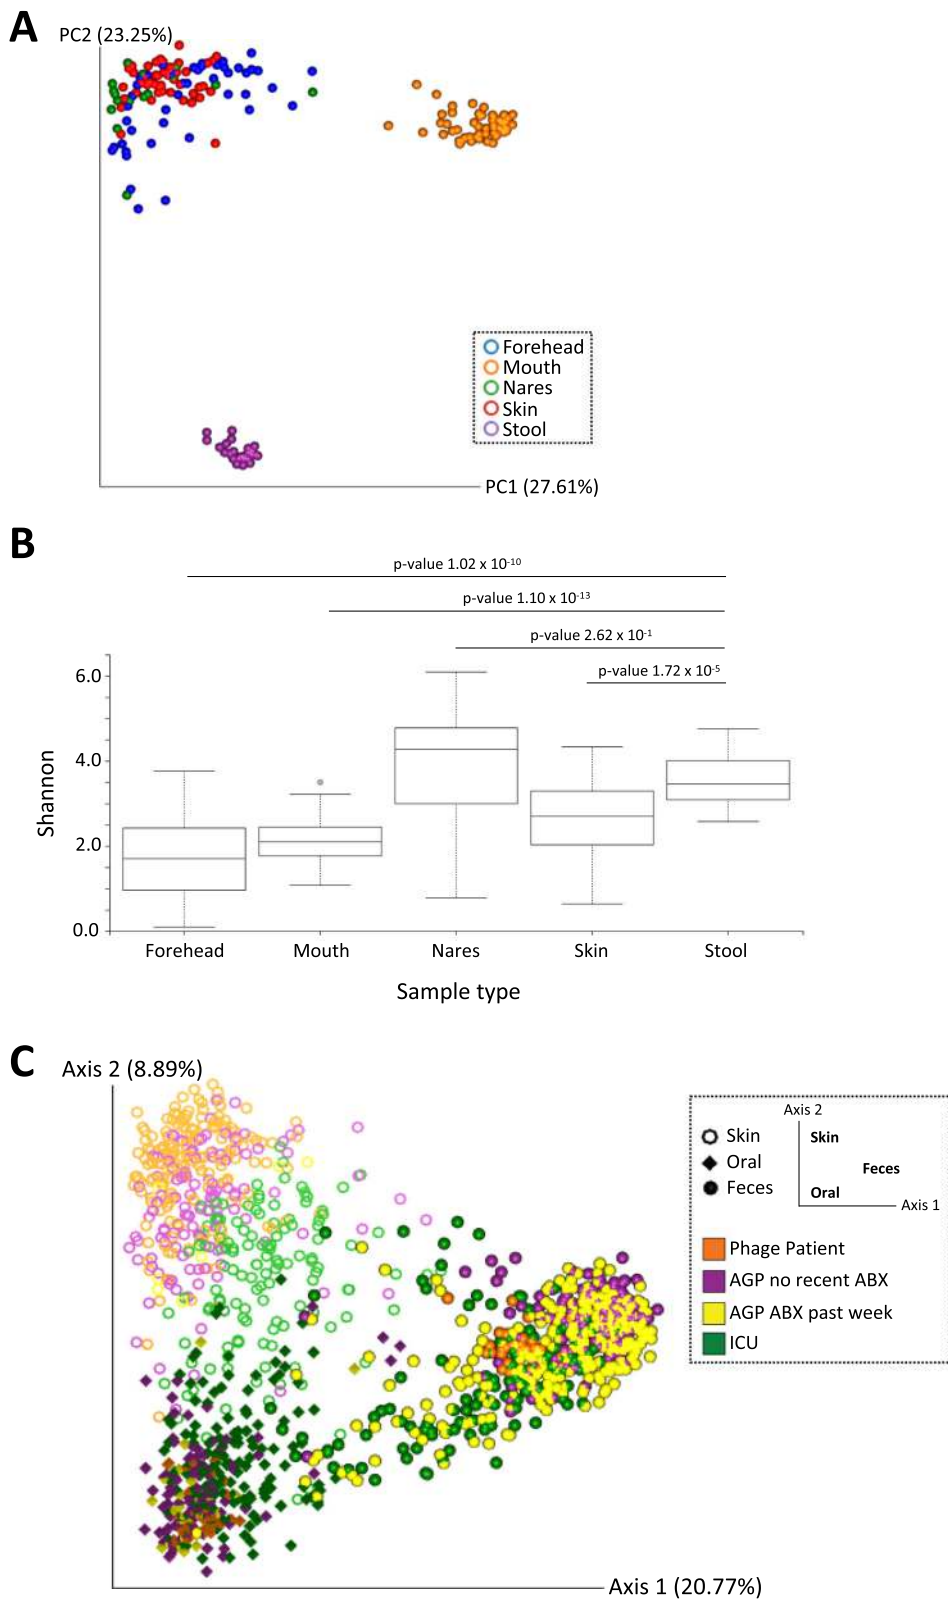 A
PC2 (23.25%)
Forehead
Mouth
Nares
Skin
Stool
PC1 (27.61%)
B
p-value 1.02 x 10-10
p-value 1.10 x 10-13
p-value 2.62 x 10-1
p-value 1.72 x 10-5
6.0
4.0
2.0
0.0
Shannon
Forehead Mouth Nares Skin Stool
Sample type
C
Axis 2 (8.89%)
Skin
Oral
Feces
Axis 2
Skin
Feces
Oral
Axis 1
Phage Patient
AGP no recent ABX
AGP ABX past week
ICU
Axis 1 (20.77%)